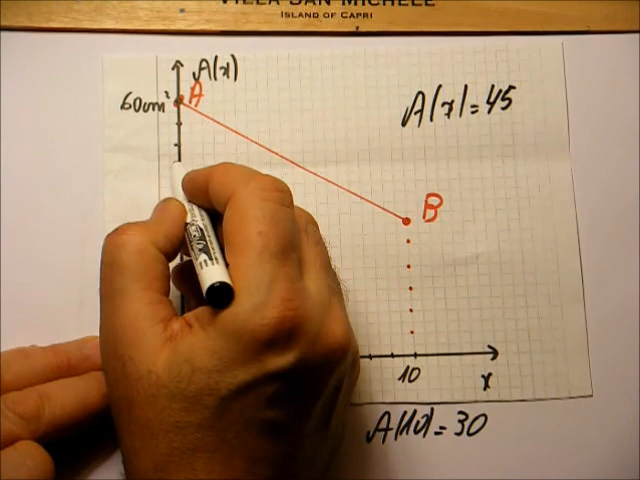 VILLA SAN MICHELE
ISLAND OF CAPRI
A(x)
60cm² A
A(x)=45
B
10
x
A(10)=30